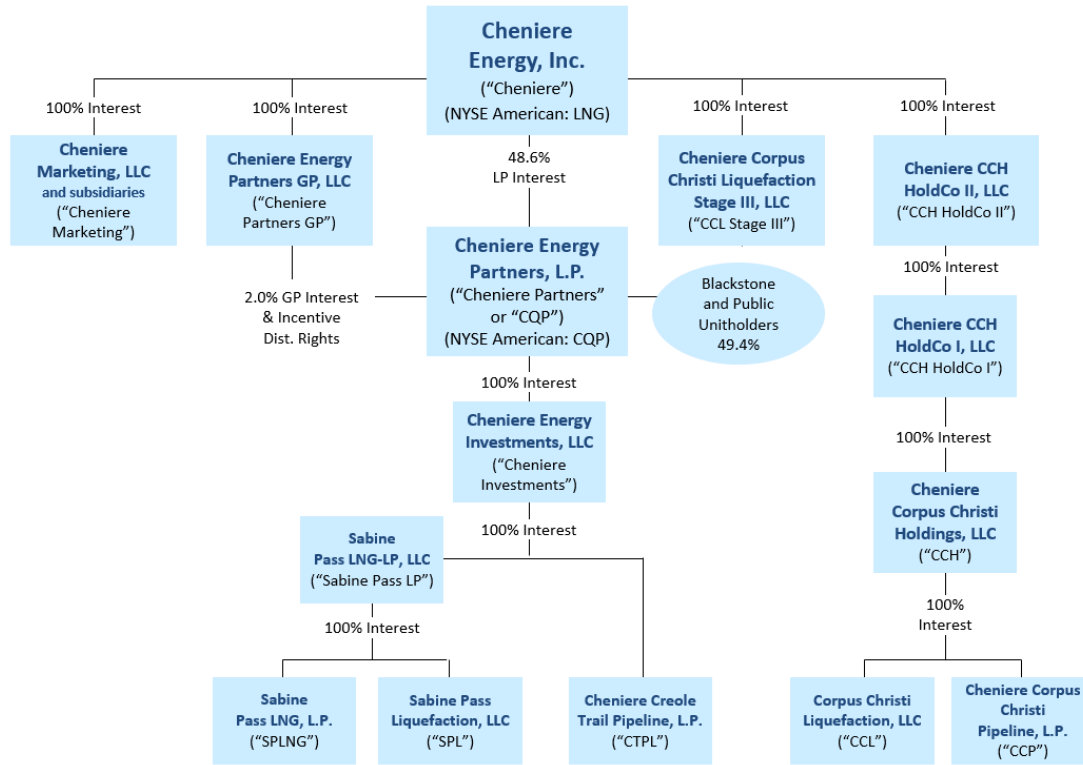 Cheniere
Energy, Inc.
(“Cheniere”)
(NYSE American: LNG)
100% Interest
100% Interest
100% Interest
100% Interest
Cheniere
Marketing, LLC
and subsidiaries
(“Cheniere
Marketing”)
Cheniere Energy
Partners GP, LLC
(“Cheniere
Partners GP”)
48.6%
LP Interest
Cheniere Corpus
Christi Liquefaction
Stage III, LLC
(“CCL Stage III”)
Cheniere CCH
HoldCo II, LLC
(“CCH HoldCo II”)
2.0% GP Interest
& Incentive
Dist. Rights
Cheniere Energy
Partners, L.P.
(“Cheniere Partners”
or “CQP”)
(NYSE American: CQP)
Blackstone
and Public
Unitholders
49.4%
100% Interest
Cheniere CCH
HoldCo I, LLC
(“CCH HoldCo I”)
100% Interest
Cheniere Energy
Investments, LLC
(“Cheniere
Investments”)
100% Interest
Cheniere
Corpus Christi
Holdings, LLC
(“CCH”)
100% Interest
Sabine
Pass LNG-LP, LLC
(“Sabine Pass LP”)
100% Interest
100%
Interest
Sabine
Pass LNG, L.P.
(“SPLNG”)
Sabine Pass
Liquefaction, LLC
(“SPL”)
Cheniere Creole
Trail Pipeline, L.P.
(“CTPL”)
Corpus Christi
Liquefaction, LLC
(“CCL”)
Cheniere Corpus
Christi
Pipeline, L.P.
(“CCP”)